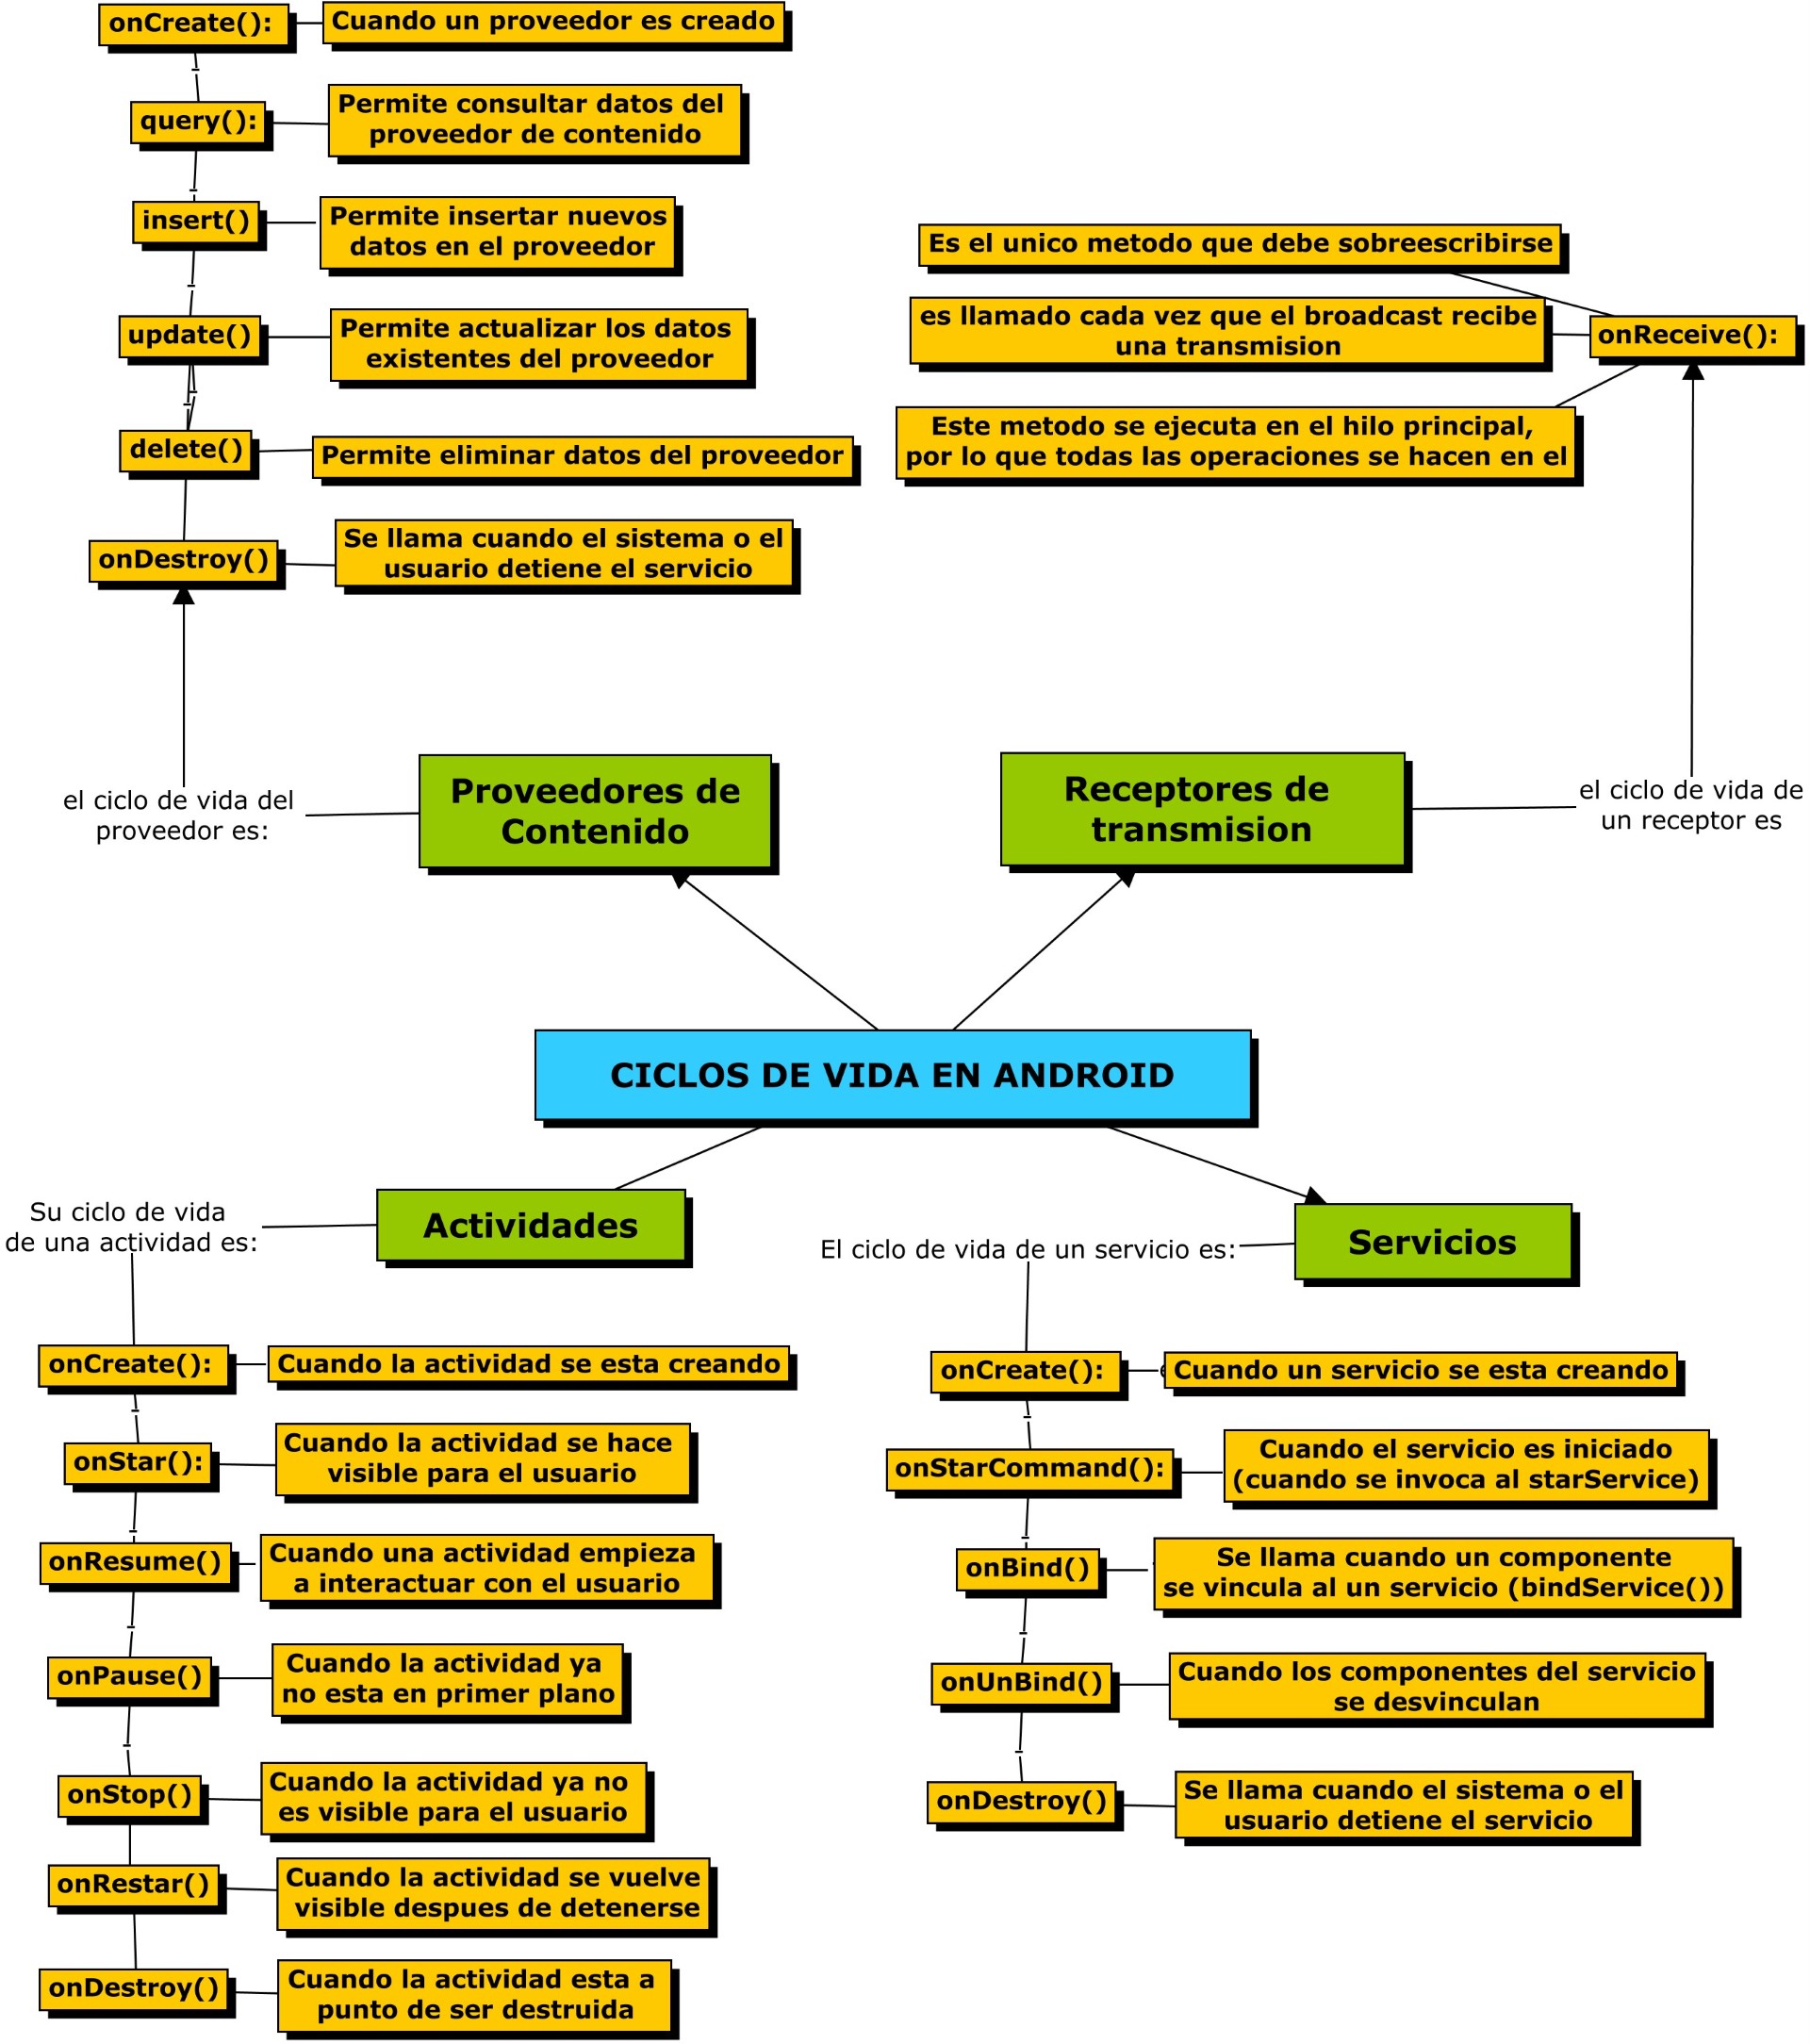 onCreate():
Cuando un proveedor es creado
query():
Permite consultar datos del
proveedor de contenido
insert()
Permite insertar nuevos
datos en el proveedor
update()
Permite actualizar los datos
existentes del proveedor
delete()
Permite eliminar datos del proveedor
onDestroy()
Se llama cuando el sistema o el
usuario detiene el servicio
Es el unico metodo que debe sobreescribirse
es llamado cada vez que el broadcast recibe
una transmision
onReceive():
Este metodo se ejecuta en el hilo principal,
por lo que todas las operaciones se hacen en el
el ciclo de vida del
proveedor es:
Proveedores de
Contenido
Receptores de
transmision
el ciclo de vida de
un receptor es
CICLOS DE VIDA EN ANDROID
Su ciclo de vida
de una actividad es:
Actividades
El ciclo de vida de un servicio es:
Servicios
onCreate():
Cuando la actividad se esta creando
onStar():
Cuando la actividad se hace
visible para el usuario
onResume()
Cuando una actividad empieza
a interactuar con el usuario
onPause()
Cuando la actividad ya
no esta en primer plano
onStop()
Cuando la actividad ya no
es visible para el usuario
onRestar()
Cuando la actividad se vuelve
visible despues de detenerse
onDestroy()
Cuando la actividad esta a
punto de ser destruida
onCreate():
Cuando un servicio se esta creando
onStarCommand():
Cuando el servicio es iniciado
(cuando se invoca al starService)
onBind()
Se llama cuando un componente
se vincula al un servicio (bindService())
onUnBind()
Cuando los componentes del servicio
se desvinculan
onDestroy()
Se llama cuando el sistema o el
usuario detiene el servicio